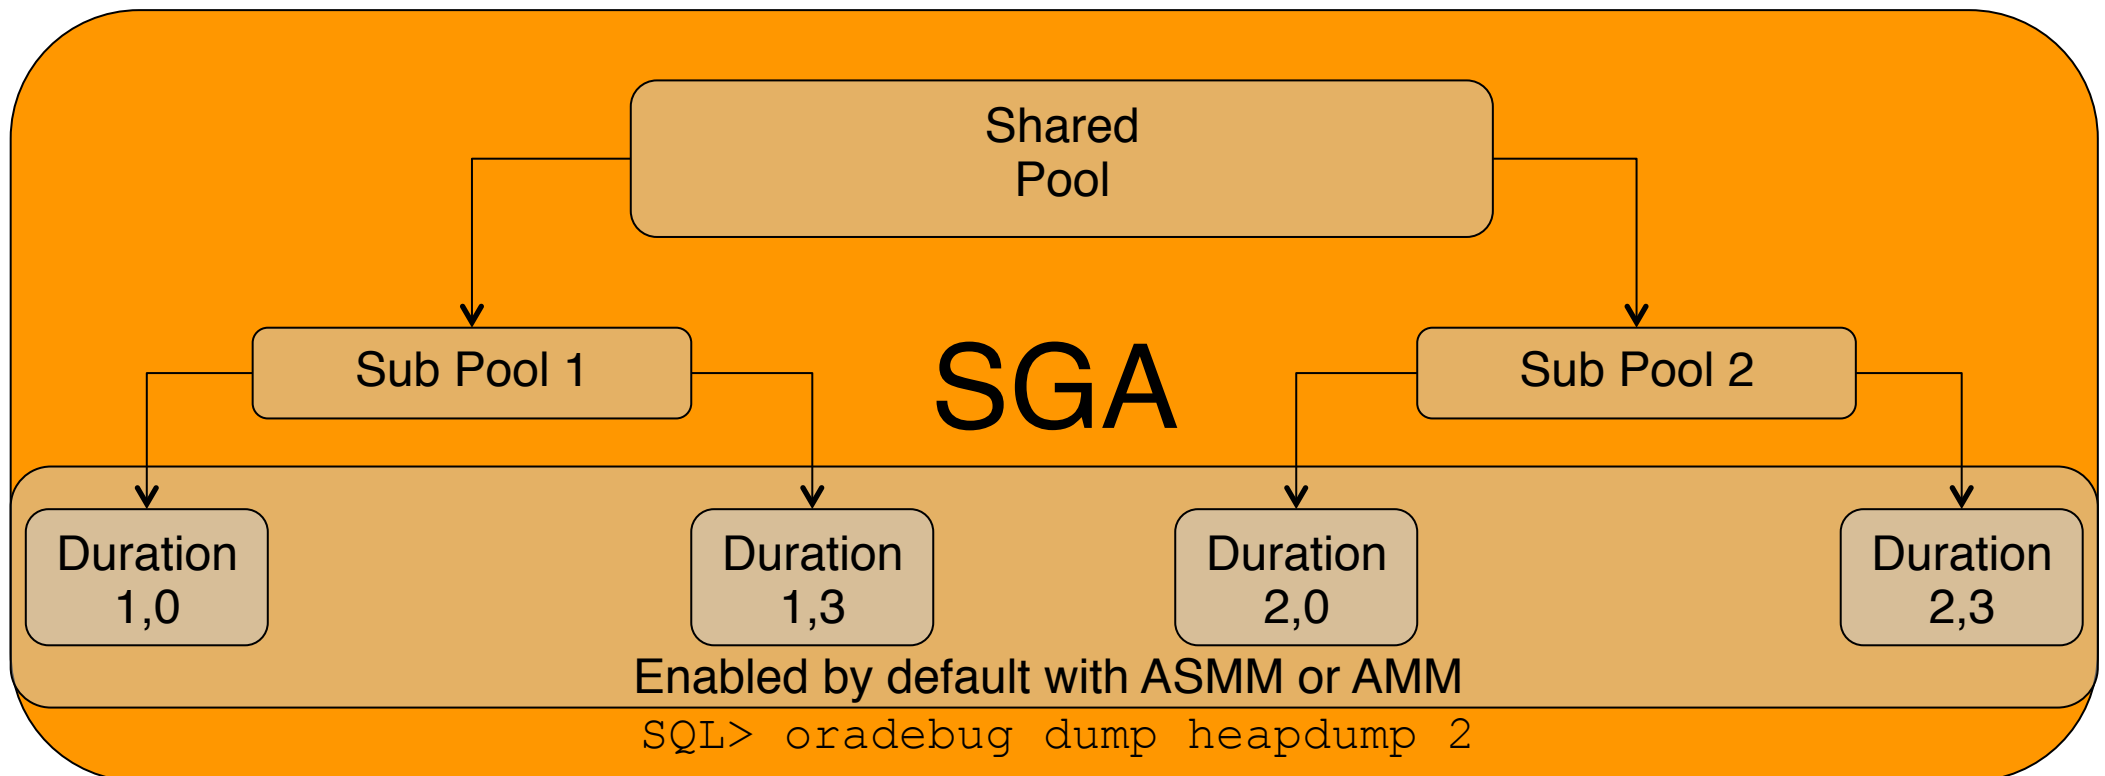 Shared
Pool
Sub Pool 1
SGA
Sub Pool 2
Duration
1,0
Duration
1,3
Duration
2,0
Duration
2,3
Enabled by default with ASMM or AMM
SQL> oradebug dump heapdump 2